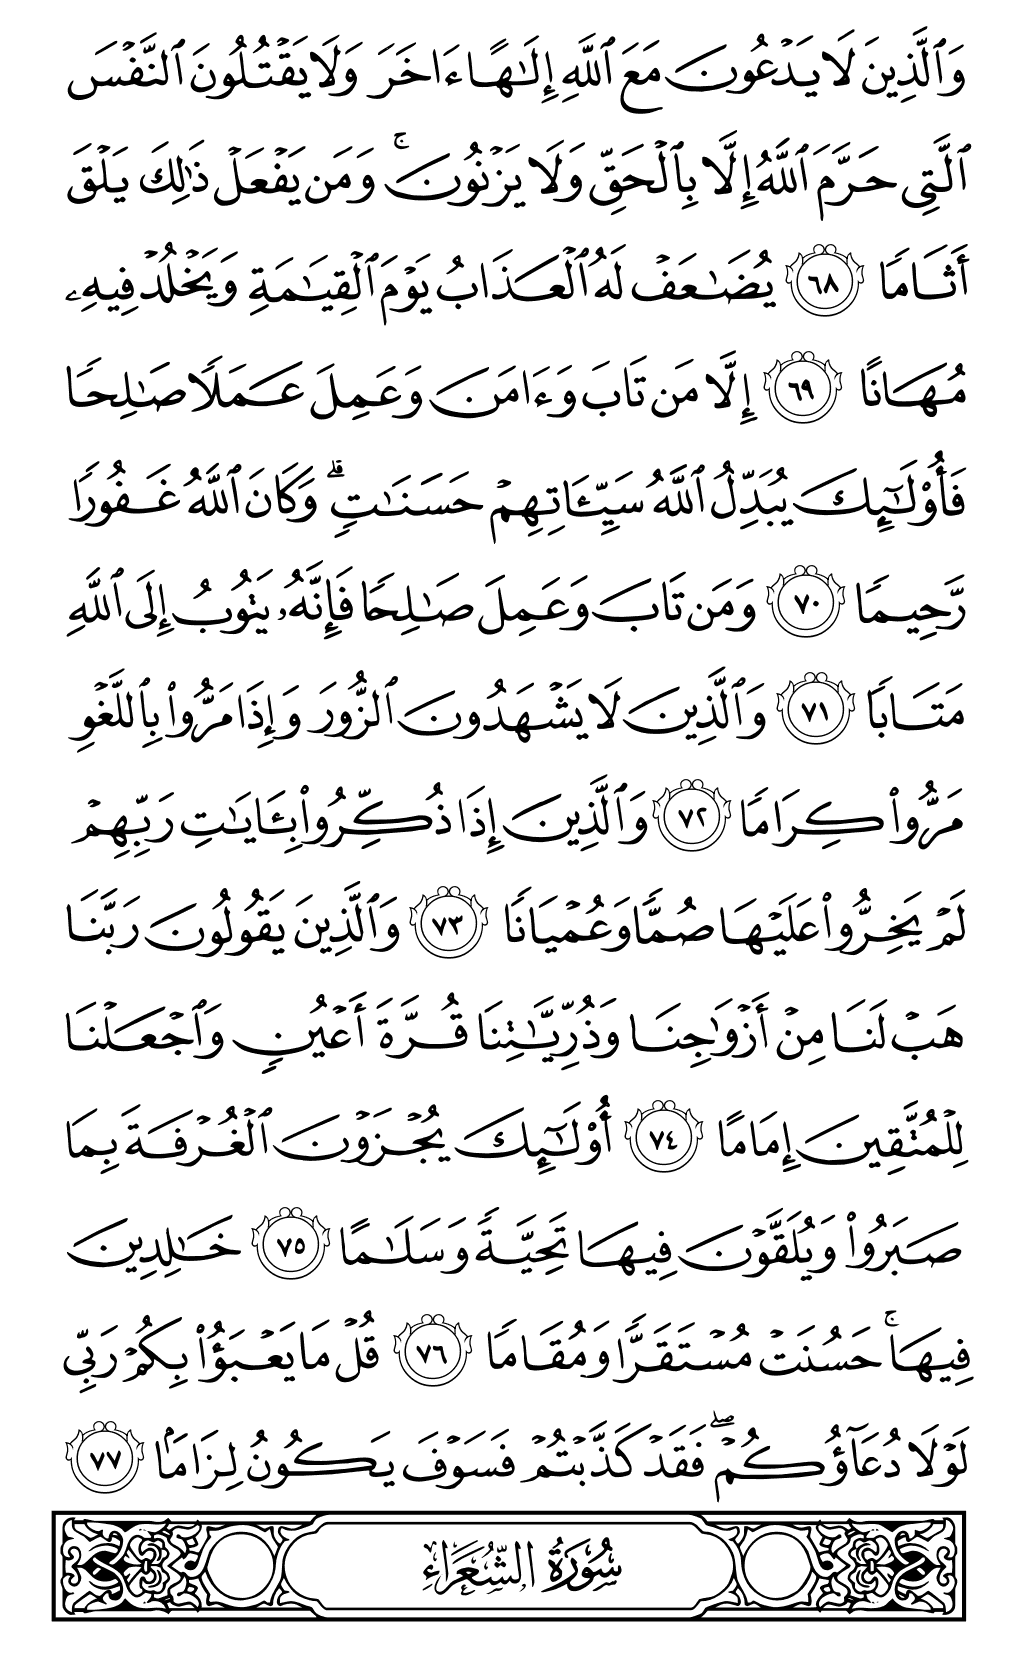 وَٱلَّذِينَ لَا يَدۡعُونَ مَعَ ٱللَّهِ إِلَٰهًا ءَاخَرَ وَلَا يَقۡتُلُونَ ٱلنَّفۡسَ
ٱلَّتِي حَرَّمَ ٱللَّهُ إِلَّا بِٱلۡحَقِّ وَلَا يَزۡنُونَۚ وَمَن يَفۡعَلۡ ذَٰلِكَ يَلۡقَ
أَثَامًا ٦٨ يُضَٰعَفۡ لَهُ ٱلۡعَذَابُ يَوۡمَ ٱلۡقِيَٰمَةِ وَيَخۡلُدۡ فِيهِۦ
مُهَانًا ٦٩ إِلَّا مَن تَابَ وَءَامَنَ وَعَمِلَ عَمَلٗا صَٰلِحٗا
فَأُوْلَٰٓئِكَ يُبَدِّلُ ٱللَّهُ سَيِّـَٔاتِهِمۡ حَسَنَٰتٖۗ وَكَانَ ٱللَّهُ غَفُورٗا
رَّحِيمٗا ٧٠ وَمَن تَابَ وَعَمِلَ صَٰلِحٗا فَإِنَّهُۥ يَتُوبُ إِلَى ٱللَّهِ
مَتَابٗا ٧١ وَٱلَّذِينَ لَا يَشۡهَدُونَ ٱلزُّورَ وَإِذَا مَرُّواْ بِٱللَّغۡوِ
مَرُّواْ كِرَامٗا ٧٢ وَٱلَّذِينَ إِذَا ذُكِّرُواْ بِـَٔايَٰتِ رَبِّهِمۡ
لَمۡ يَخِرُّواْ عَلَيۡهَا صُمّٗا وَعُمۡيَانٗا ٧٣ وَٱلَّذِينَ يَقُولُونَ رَبَّنَا
هَبۡ لَنَا مِنۡ أَزۡوَٰجِنَا وَذُرِّيَّٰتِنَا قُرَّةَ أَعۡيُنٖ وَٱجۡعَلۡنَا
لِلۡمُتَّقِينَ إِمَامًا ٧٤ أُوْلَٰٓئِكَ يُجۡزَوۡنَ ٱلۡغُرۡفَةَ بِمَا
صَبَرُواْ وَيُلَقَّوۡنَ فِيهَا تَحِيَّةٗ وَسَلَٰمًا ٧٥ خَٰلِدِينَ
فِيهَاۚ حَسُنَتۡ مُسۡتَقَرّٗا وَمُقَامٗا ٧٦ قُلۡ مَا يَعۡبَؤُاْ بِكُمۡ رَبِّي
لَوۡلَا دُعَآؤُكُمۡۖ فَقَدۡ كَذَّبۡتُمۡ فَسَوۡفَ يَكُونُ لِزَامَۢا ٧٧
سُورَةُ الشُّعَرَاءِ